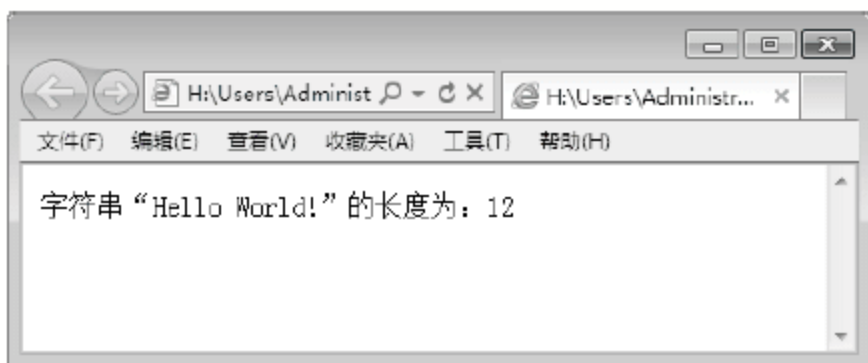 H:\Users\Administ
H:\Users\Administr...
文件(F) 编辑(E) 查看(V) 收藏夹(A) 工具(T) 帮助(H)
字符串“Hello World!”的长度为：12